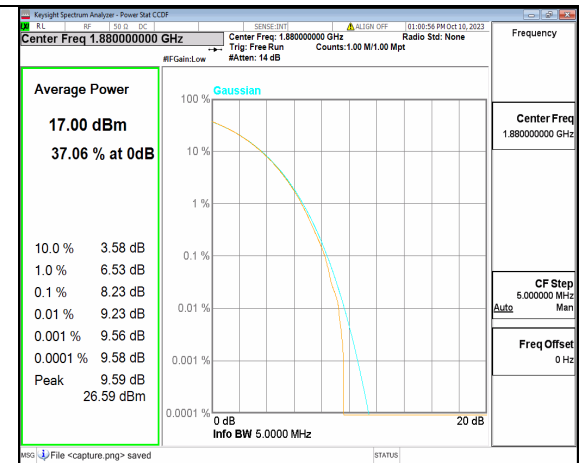 Keysight Spectrum Analyzer - Power Stat CCDF
RL RF 50 Ω DC SENSE:INT ALIGN OFF 01:00:56 PM Oct 10, 2023
Center Freq 1.880000000 GHz
Center Freq: 1.880000000 GHz Radio Std: None
Trig: Free Run Counts:1.00 M/1.00 Mpt
#IFGain:Low #Atten: 14 dB
Frequency
Average Power
17.00 dBm
37.06 % at 0dB
10.0 % 3.58 dB
1.0 % 6.53 dB
0.1 % 8.23 dB
0.01 % 9.23 dB
0.001 % 9.56 dB
0.0001 % 9.58 dB
Peak 9.59 dB
26.59 dBm
Gaussian
100 %
10 %
1 %
0.1 %
0.01 %
0.001 %
0.0001 %
0 dB 20 dB
Info BW 5.0000 MHz
Center Freq
1.880000000 GHz
CF Step
5.000000 MHz
Auto Man
Freq Offset
0 Hz
MSG File <capture.png> saved STATUS